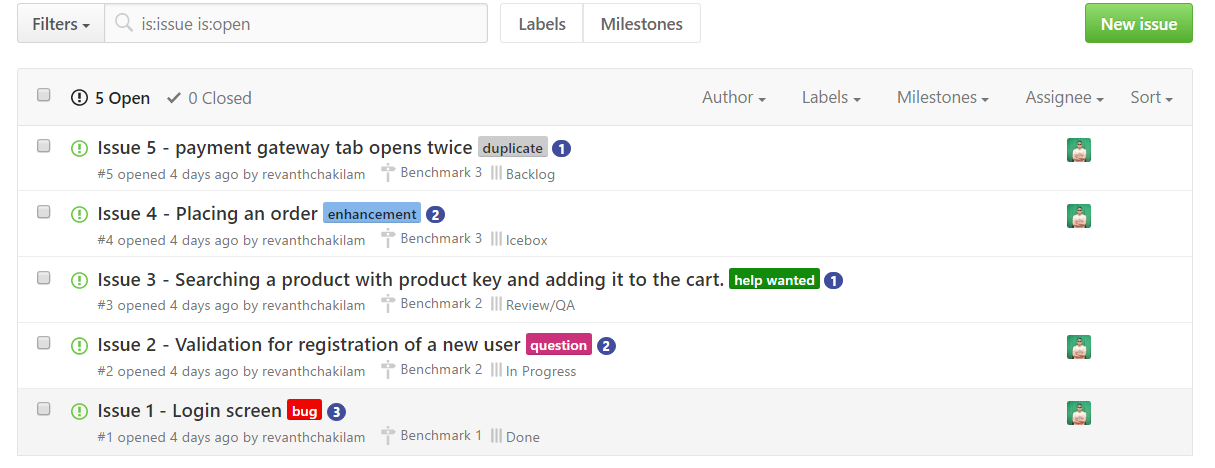 Filters is:issue is:open Labels Milestones New issue
5 Open 0 Closed Author Labels Milestones Assignee Sort
Issue 5 - payment gateway tab opens twice duplicate 1
#5 opened 4 days ago by revanthchakilam Benchmark 3 Backlog
Issue 4 - Placing an order enhancement 2
#4 opened 4 days ago by revanthchakilam Benchmark 3 Icebox
Issue 3 - Searching a product with product key and adding it to the cart. help wanted 1
#3 opened 4 days ago by revanthchakilam Benchmark 2 Review/QA
Issue 2 - Validation for registration of a new user question 2
#2 opened 4 days ago by revanthchakilam Benchmark 2 In Progress
Issue 1 - Login screen bug 3
#1 opened 4 days ago by revanthchakilam Benchmark 1 Done